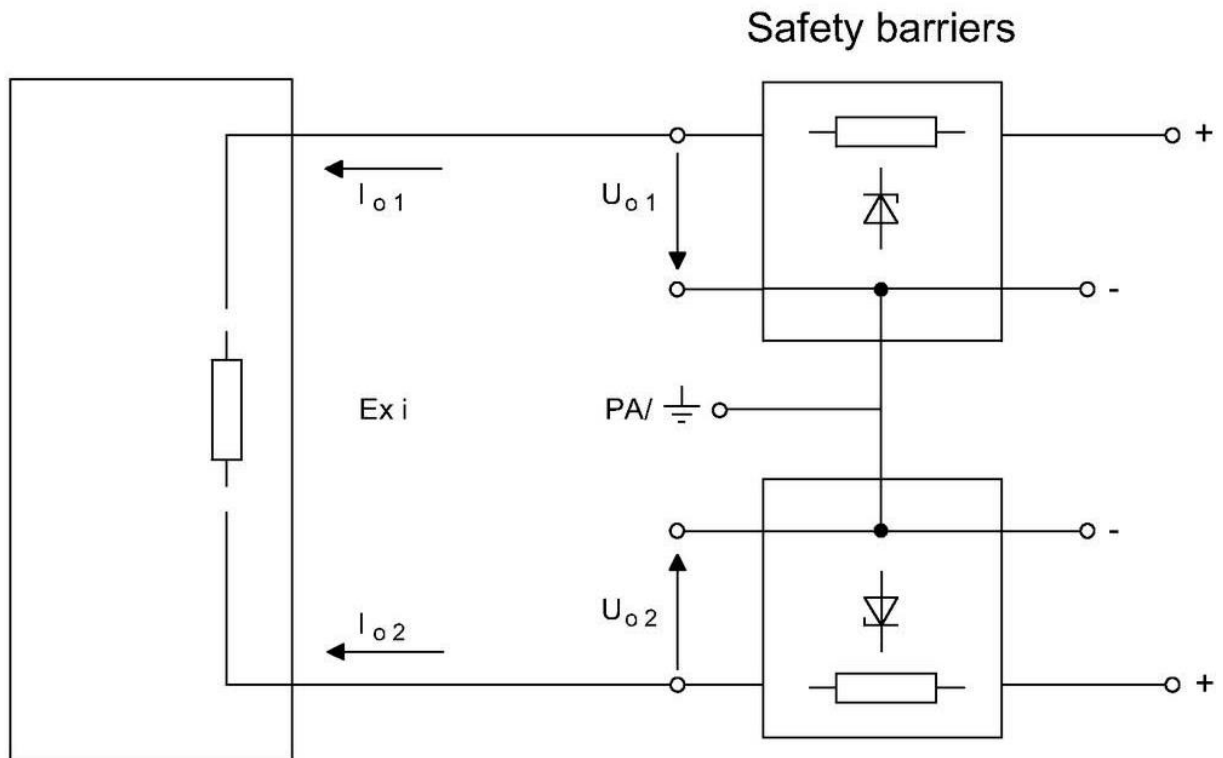 Safety barriers
+
I o 1
U o 1
-
Ex i
PA/
-
U o 2
I o 2
+